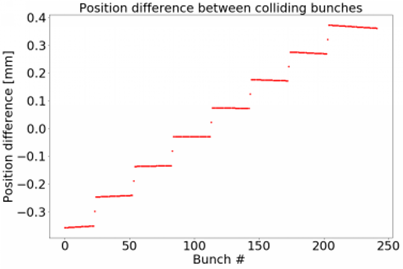 Position difference between colliding bunches
Position difference [mm]
0.4
0.3
0.2
0.1
0.0
−0.1
−0.2
−0.3
0 50 100 150 200 250
Bunch #